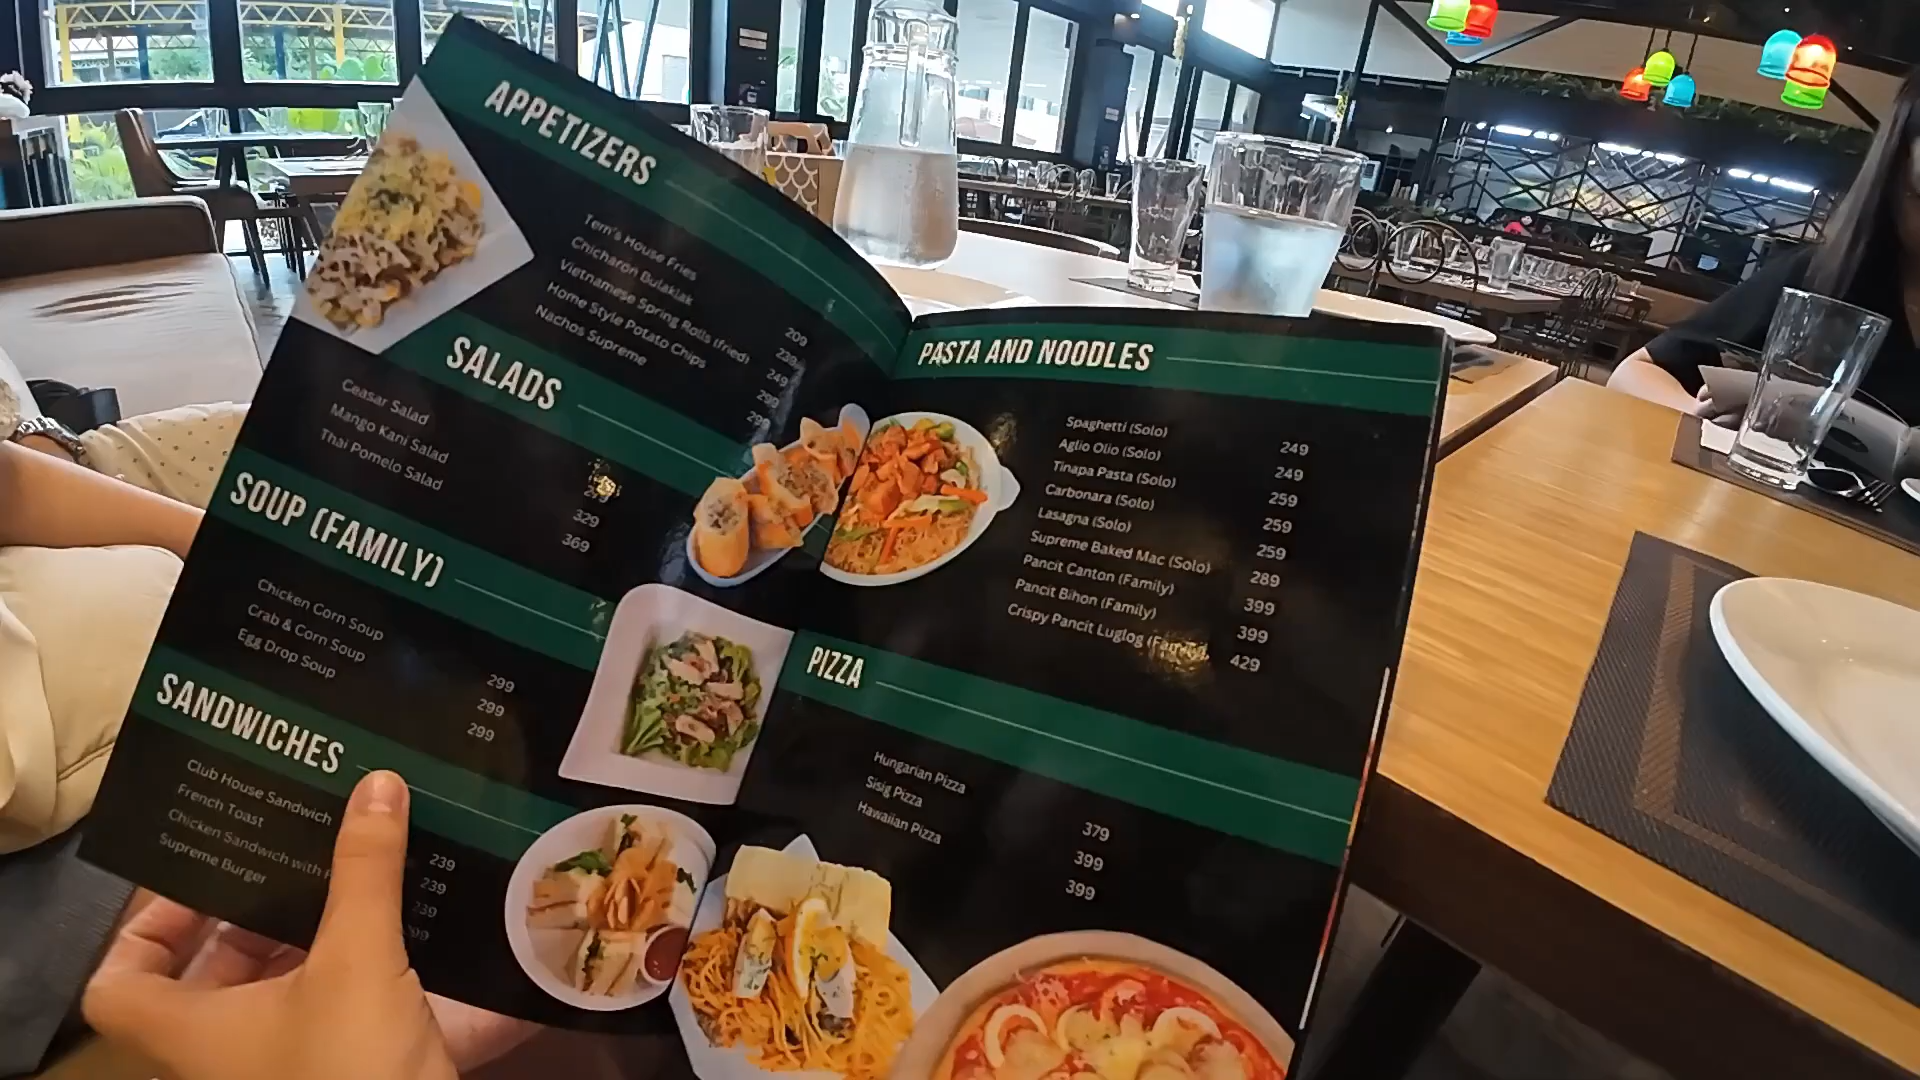 APPETIZERS
Tern's House Fries 209
Chicharon Bulaklak 239
Vietnamese Spring Rolls (fried) 249
Home Style Potato Chips 299
Nachos Supreme 299
SALADS
Ceasar Salad
Mango Kani Salad 329
Thai Pomelo Salad 369
SOUP (FAMILY)
Chicken Corn Soup 299
Crab & Corn Soup 299
Egg Drop Soup 299
SANDWICHES
Club House Sandwich 239
French Toast 239
Chicken Sandwich with 239
Supreme Burger
PASTA AND NOODLES
Spaghetti (Solo) 249
Aglio Olio (Solo) 249
Tinapa Pasta (Solo) 259
Carbonara (Solo) 259
Lasagna (Solo) 259
Supreme Baked Mac (Solo) 289
Pancit Canton (Family) 399
Pancit Bihon (Family) 399
Crispy Pancit Luglog (Family) 429
PIZZA
Hungarian Pizza 379
Sisig Pizza 399
Hawaiian Pizza 399